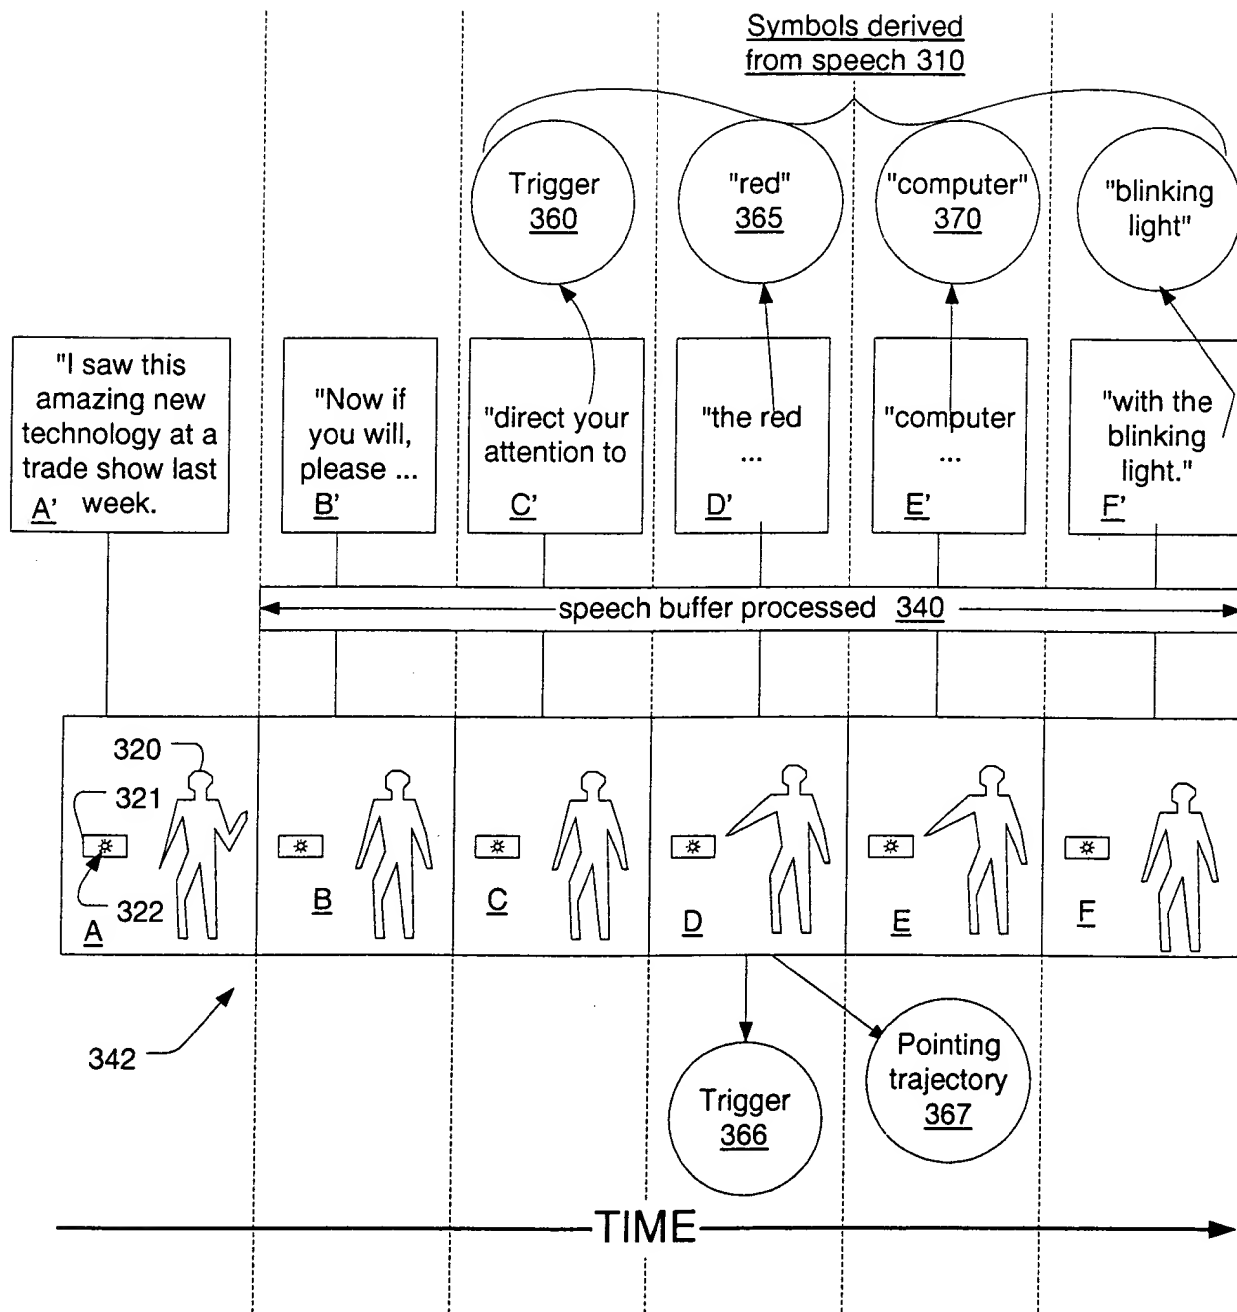 Symbols derived
from speech 310
Trigger
360
"red"
365
"computer"
370
"blinking
light"
"I saw this
amazing new
technology at a
trade show last
week.
A'
"Now if
you will,
please ...
B'
"direct your
attention to
C'
"the red
...
D'
"computer
...
E'
"with the
blinking
light."
F'
speech buffer processed 340
320
321
322
A
B
C
D
E
F
342
Trigger
366
Pointing
trajectory
367
TIME